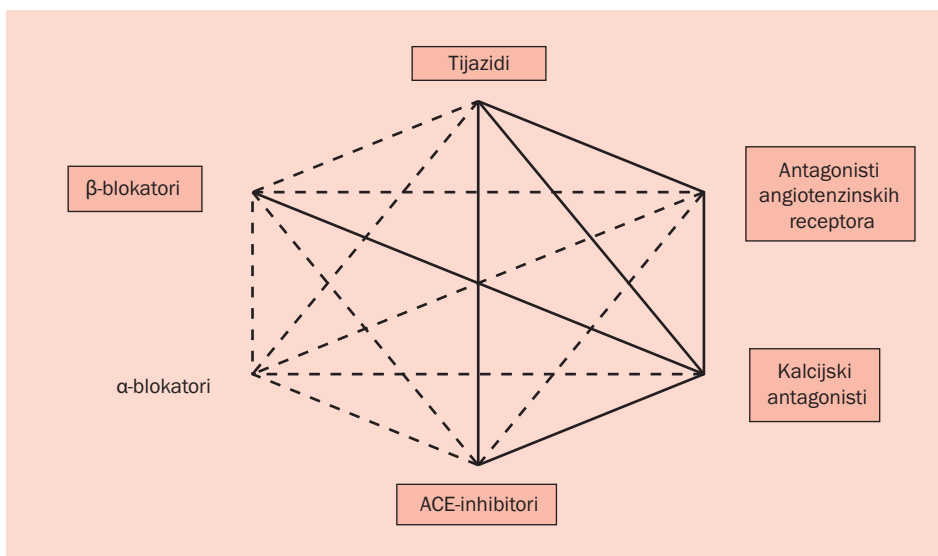 Tijazidi
β-blokatori
Antagonisti
angiotenzinskih
receptora
α-blokatori
Kalcijski
antagonisti
ACE-inhibitori